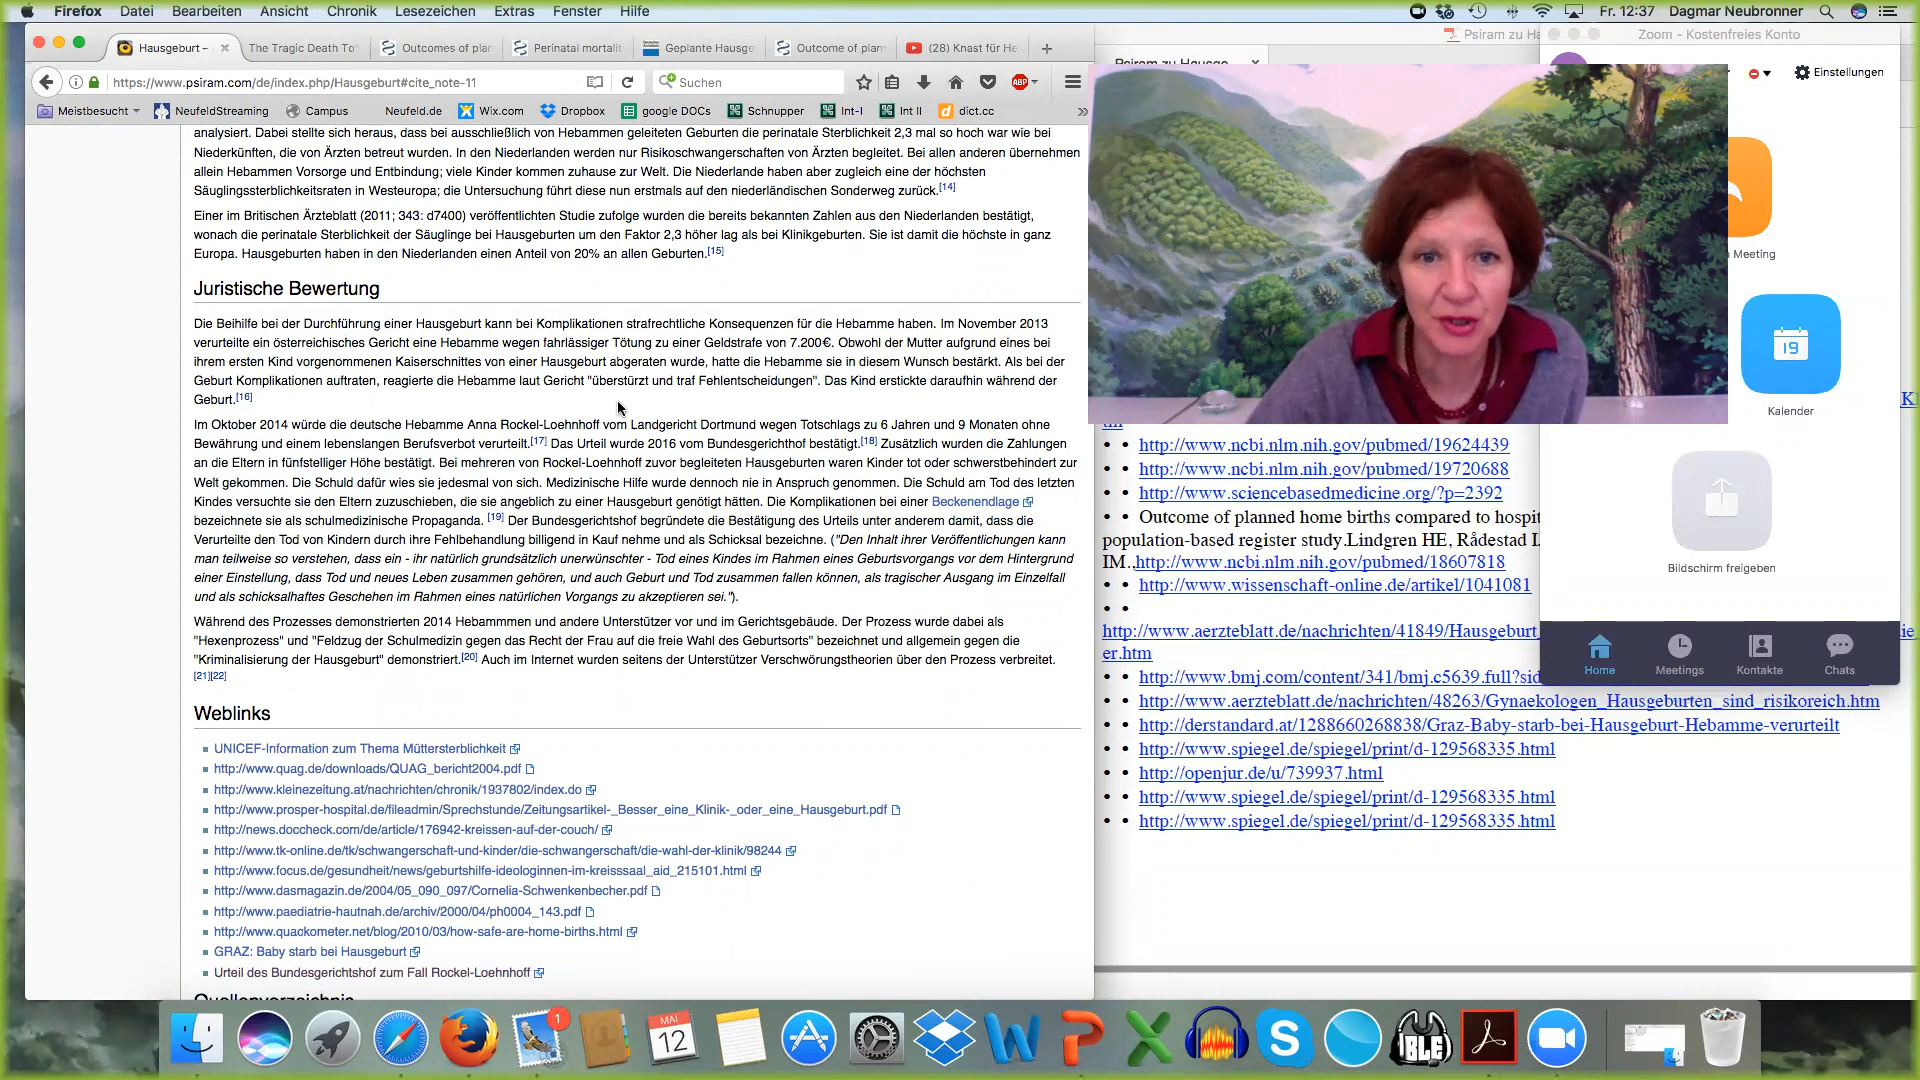 Firefox Datei Bearbeiten Ansicht Chronik Lesezeichen Extras Fenster Hilfe
Fr. 12:37 Dagmar Neubronner
Hausgeburt –
The Tragic Death To
Outcomes of plan
Perinatal mortalit
Geplante Hausge
Outcome of plan
(28) Knast für He
https://www.psiram.com/de/index.php/Hausgeburt#cite_note-11
Suchen
ABP
Meistbesucht NeufeldStreaming Campus Neufeld.de Wix.com Dropbox google DOCs Schnupper Int-I Int II dict.cc
analysiert. Dabei stellte sich heraus, dass bei ausschließlich von Hebammen geleiteten Geburten die perinatale Sterblichkeit 2,3 mal so hoch war wie bei
Niederkünften, die von Ärzten betreut wurden. In den Niederlanden werden nur Risikoschwangerschaften von Ärzten begleitet. Bei allen anderen übernehmen
allein Hebammen Vorsorge und Entbindung; viele Kinder kommen zuhause zur Welt. Die Niederlande haben aber zugleich eine der höchsten
Säuglingssterblichkeitsraten in Westeuropa; die Untersuchung führt diese nun erstmals auf den niederländischen Sonderweg zurück.[14]
Einer im Britischen Ärzteblatt (2011; 343: d7400) veröffentlichten Studie zufolge wurden die bereits bekannten Zahlen aus den Niederlanden bestätigt,
wonach die perinatale Sterblichkeit der Säuglinge bei Hausgeburten um den Faktor 2,3 höher lag als bei Klinikgeburten. Sie ist damit die höchste in ganz
Europa. Hausgeburten haben in den Niederlanden einen Anteil von 20% an allen Geburten.[15]
Juristische Bewertung
Die Beihilfe bei der Durchführung einer Hausgeburt kann bei Komplikationen strafrechtliche Konsequenzen für die Hebamme haben. Im November 2013
verurteilte ein österreichisches Gericht eine Hebamme wegen fahrlässiger Tötung zu einer Geldstrafe von 7.200€. Obwohl der Mutter aufgrund eines bei
ihrem ersten Kind vorgenommenen Kaiserschnittes von einer Hausgeburt abgeraten wurde, hatte die Hebamme sie in diesem Wunsch bestärkt. Als bei der
Geburt Komplikationen auftraten, reagierte die Hebamme laut Gericht "überstürzt und traf Fehlentscheidungen". Das Kind erstickte daraufhin während der
Geburt.[16]
Im Oktober 2014 würde die deutsche Hebamme Anna Rockel-Loehnhoff vom Landgericht Dortmund wegen Totschlags zu 6 Jahren und 9 Monaten ohne
Bewährung und einem lebenslangen Berufsverbot verurteilt.[17] Das Urteil wurde 2016 vom Bundesgerichthof bestätigt.[18] Zusätzlich wurden die Zahlungen
an die Eltern in fünfstelliger Höhe bestätigt. Bei mehreren von Rockel-Loehnhoff zuvor begleiteten Hausgeburten waren Kinder tot oder schwerstbehindert zur
Welt gekommen. Die Schuld dafür wies sie jedesmal von sich. Medizinische Hilfe wurde dennoch nie in Anspruch genommen. Die Schuld am Tod des letzten
Kindes versuchte sie den Eltern zuzuschieben, die sie angeblich zu einer Hausgeburt genötigt hätten. Die Komplikationen bei einer Beckenendlage
bezeichnete sie als schulmedizinische Propaganda. [19] Der Bundesgerichtshof begründete die Bestätigung des Urteils unter anderem damit, dass die
Verurteilte den Tod von Kindern durch ihre Fehlbehandlung billigend in Kauf nehme und als Schicksal bezeichne. ("Den Inhalt ihrer Veröffentlichungen kann
man teilweise so verstehen, dass ein - ihr natürlich grundsätzlich unerwünschter - Tod eines Kindes im Rahmen eines Geburtsvorgangs vor dem Hintergrund
einer Einstellung, dass Tod und neues Leben zusammen gehören, und auch Geburt und Tod zusammen fallen können, als tragischer Ausgang im Einzelfall
und als schicksalhaftes Geschehen im Rahmen eines natürlichen Vorgangs zu akzeptieren sei.").
Während des Prozesses demonstrierten 2014 Hebammmen und andere Unterstützer vor und im Gerichtsgebäude. Der Prozess wurde dabei als
"Hexenprozess" und "Feldzug der Schulmedizin gegen das Recht der Frau auf die freie Wahl des Geburtsorts" bezeichnet und allgemein gegen die
"Kriminalisierung der Hausgeburt" demonstriert.[20] Auch im Internet wurden seitens der Unterstützer Verschwörungstheorien über den Prozess verbreitet.
[21][22]
Weblinks
UNICEF-Information zum Thema Müttersterblichkeit
http://www.quag.de/downloads/QUAG_bericht2004.pdf
http://www.kleinezeitung.at/nachrichten/chronik/1937802/index.do
http://www.prosper-hospital.de/fileadmin/Sprechstunde/Zeitungsartikel-_Besser_eine_Klinik-_oder_eine_Hausgeburt.pdf
http://news.doccheck.com/de/article/176942-kreissen-auf-der-couch/
http://www.tk-online.de/tk/schwangerschaft-und-kinder/die-schwangerschaft/die-wahl-der-klinik/98244
http://www.focus.de/gesundheit/news/geburtshilfe-ideologinnen-im-kreisssaal_aid_215101.html
http://www.dasmagazin.de/2004/05_090_097/Cornelia-Schwenkenbecher.pdf
http://www.paediatrie-hautnah.de/archiv/2000/04/ph0004_143.pdf
http://www.quackometer.net/blog/2010/03/how-safe-are-home-births.html
GRAZ: Baby starb bei Hausgeburt
Urteil des Bundesgerichtshof zum Fall Rockel-Loehnhoff
Psiram zu Ha
Psiram zu Hausge
Zoom - Kostenfreies Konto
Einstellungen
Meeting
19
Kalender
K
• • http://www.ncbi.nlm.nih.gov/pubmed/19624439
• • http://www.ncbi.nlm.nih.gov/pubmed/19720688
• • http://www.sciencebasedmedicine.org/?p=2392
• • Outcome of planned home births compared to hospit
population-based register study.Lindgren HE, Rådestad I
IM.,http://www.ncbi.nlm.nih.gov/pubmed/18607818
• • http://www.wissenschaft-online.de/artikel/1041081
• •
http://www.aerzteblatt.de/nachrichten/41849/Hausgeburt_
er.htm
• • http://www.bmj.com/content/341/bmj.c5639.full?sid
• • http://www.aerzteblatt.de/nachrichten/48263/Gynaekologen_Hausgeburten_sind_risikoreich.htm
• • http://derstandard.at/1288660268838/Graz-Baby-starb-bei-Hausgeburt-Hebamme-verurteilt
• • http://www.spiegel.de/spiegel/print/d-129568335.html
• • http://openjur.de/u/739937.html
• • http://www.spiegel.de/spiegel/print/d-129568335.html
• • http://www.spiegel.de/spiegel/print/d-129568335.html
Bildschirm freigeben
Home Meetings Kontakte Chats
1
MAI
12
IBLE